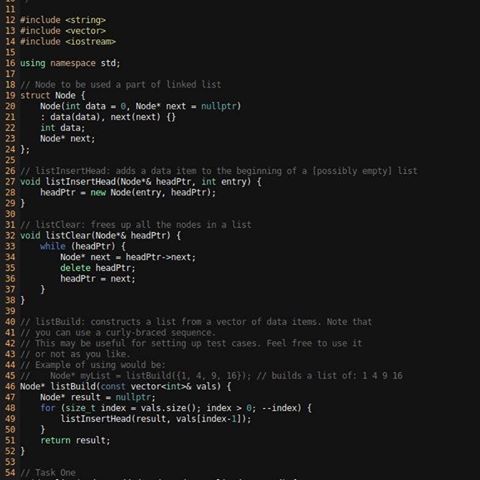 11
12 #include <string>
13 #include <vector>
14 #include <iostream>
15
16 using namespace std;
17
18 // Node to be used a part of linked list
19 struct Node {
20     Node(int data = 0, Node* next = nullptr)
21     : data(data), next(next) {}
22     int data;
23     Node* next;
24 };
25
26 // listInsertHead: adds a data item to the beginning of a [possibly empty] list
27 void listInsertHead(Node*& headPtr, int entry) {
28     headPtr = new Node(entry, headPtr);
29 }
30
31 // listClear: frees up all the nodes in a list
32 void listClear(Node*& headPtr) {
33     while (headPtr) {
34         Node* next = headPtr->next;
35         delete headPtr;
36         headPtr = next;
37     }
38 }
39
40 // listBuild: constructs a list from a vector of data items. Note that
41 // you can use a curly-braced sequence.
42 // This may be useful for setting up test cases. Feel free to use it
43 // or not as you like.
44 // Example of using would be:
45 //    Node* myList = listBuild({1, 4, 9, 16}); // builds a list of: 1 4 9 16
46 Node* listBuild(const vector<int>& vals) {
47     Node* result = nullptr;
48     for (size_t index = vals.size(); index > 0; --index) {
49         listInsertHead(result, vals[index-1]);
50     }
51     return result;
52 }
53
54 // Task One